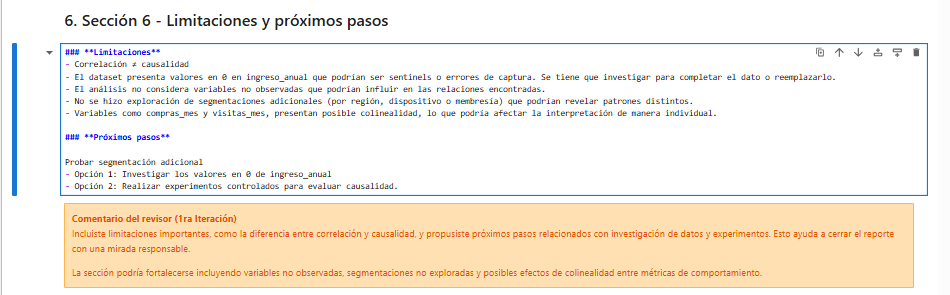 6. Sección 6 - Limitaciones y próximos pasos
### **Limitaciones**
- Correlación ≠ causalidad
- El dataset presenta valores en 0 en ingreso_anual que podrían ser sentinels o errores de captura. Se tiene que investigar para completar el dato o reemplazarlo.
- El análisis no considera variables no observadas que podrían influir en las relaciones encontradas.
- No se hizo exploración de segmentaciones adicionales (por región, dispositivo o membresía) que podrían revelar patrones distintos.
- Variables como compras_mes y visitas_mes, presentan posible colinealidad, lo que podría afectar la interpretación de manera individual.
### **Próximos pasos**
Probar segmentación adicional
- Opción 1: Investigar los valores en 0 de ingreso_anual
- Opción 2: Realizar experimentos controlados para evaluar causalidad.
Comentario del revisor (1ra Iteración)
Incluiste limitaciones importantes, como la diferencia entre correlación y causalidad, y propusiste próximos pasos relacionados con investigación de datos y experimentos. Esto ayuda a cerrar el reporte
con una mirada responsable.
La sección podría fortalecerse incluyendo variables no observadas, segmentaciones no exploradas y posibles efectos de colinealidad entre métricas de comportamiento.